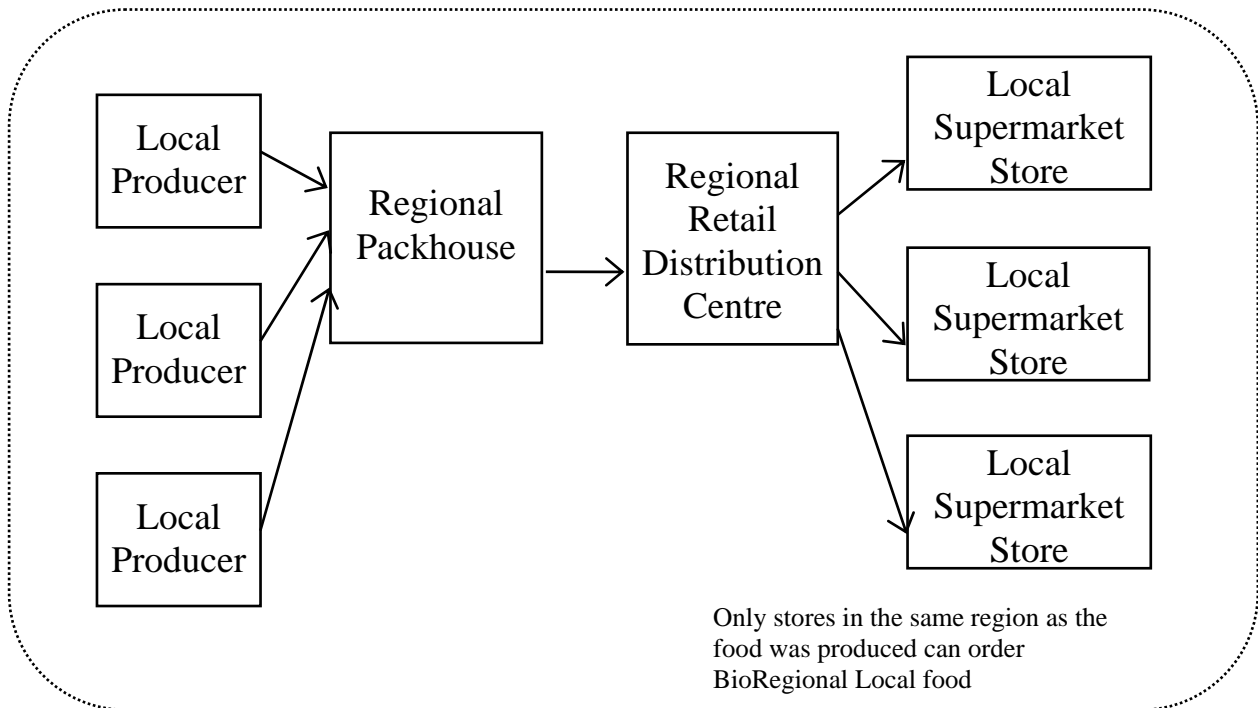 Local
Producer
Local
Producer
Local
Producer
Regional
Packhouse
Regional
Retail
Distribution
Centre
Local
Supermarket
Store
Local
Supermarket
Store
Local
Supermarket
Store
Only stores in the same region as the
food was produced can order
BioRegional Local food